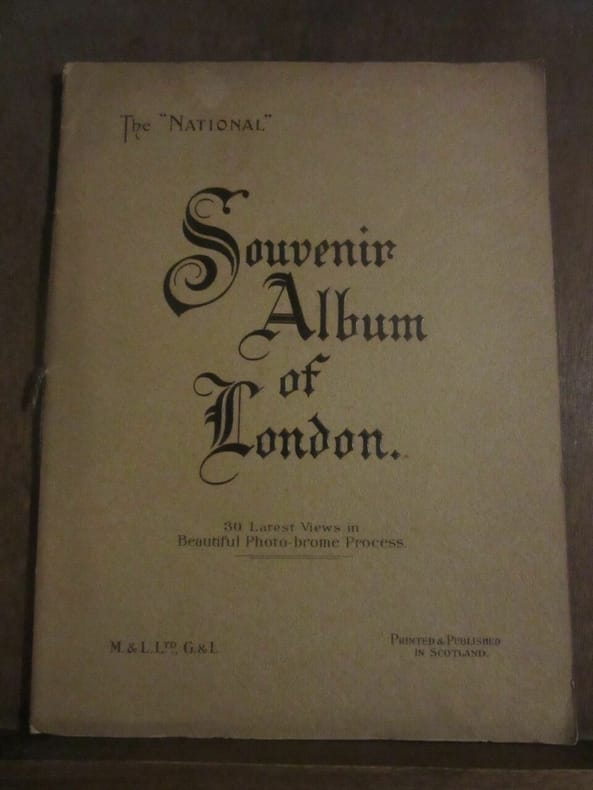 The "NATIONAL"
Souvenir
Album
of
London.
30 Latest Views in
Beautiful Photo-brome Process.
M. & L. LTD, G. & L.
PRINTED & PUBLISHED
IN SCOTLAND.